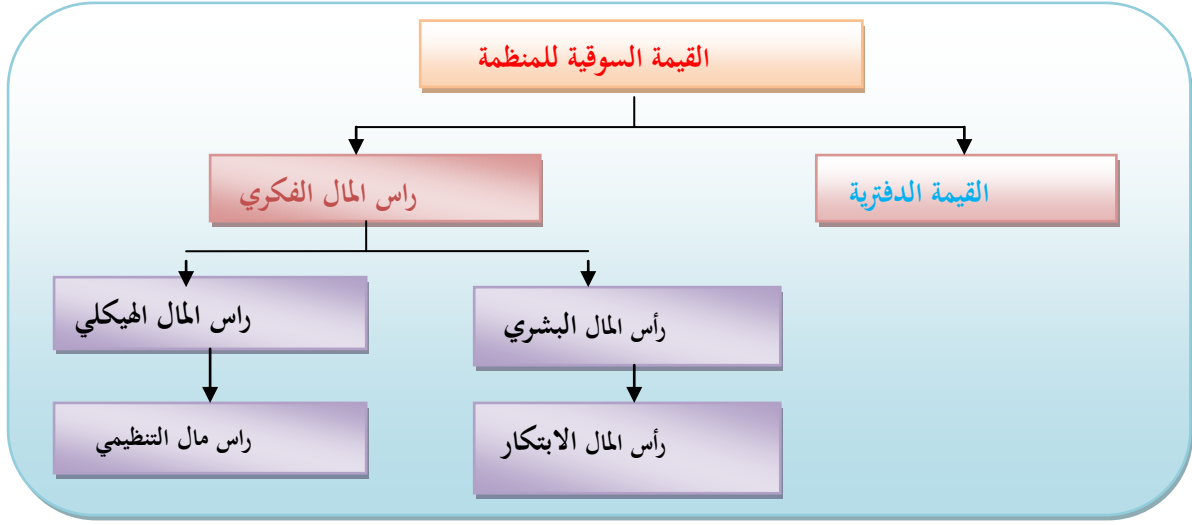 القيمة السوقية للمنظمة
القيمة الدفترية
راس المال الفكري
رأس المال البشري
راس المال الهيكلي
رأس المال الابتكار
راس مال التنظيمي